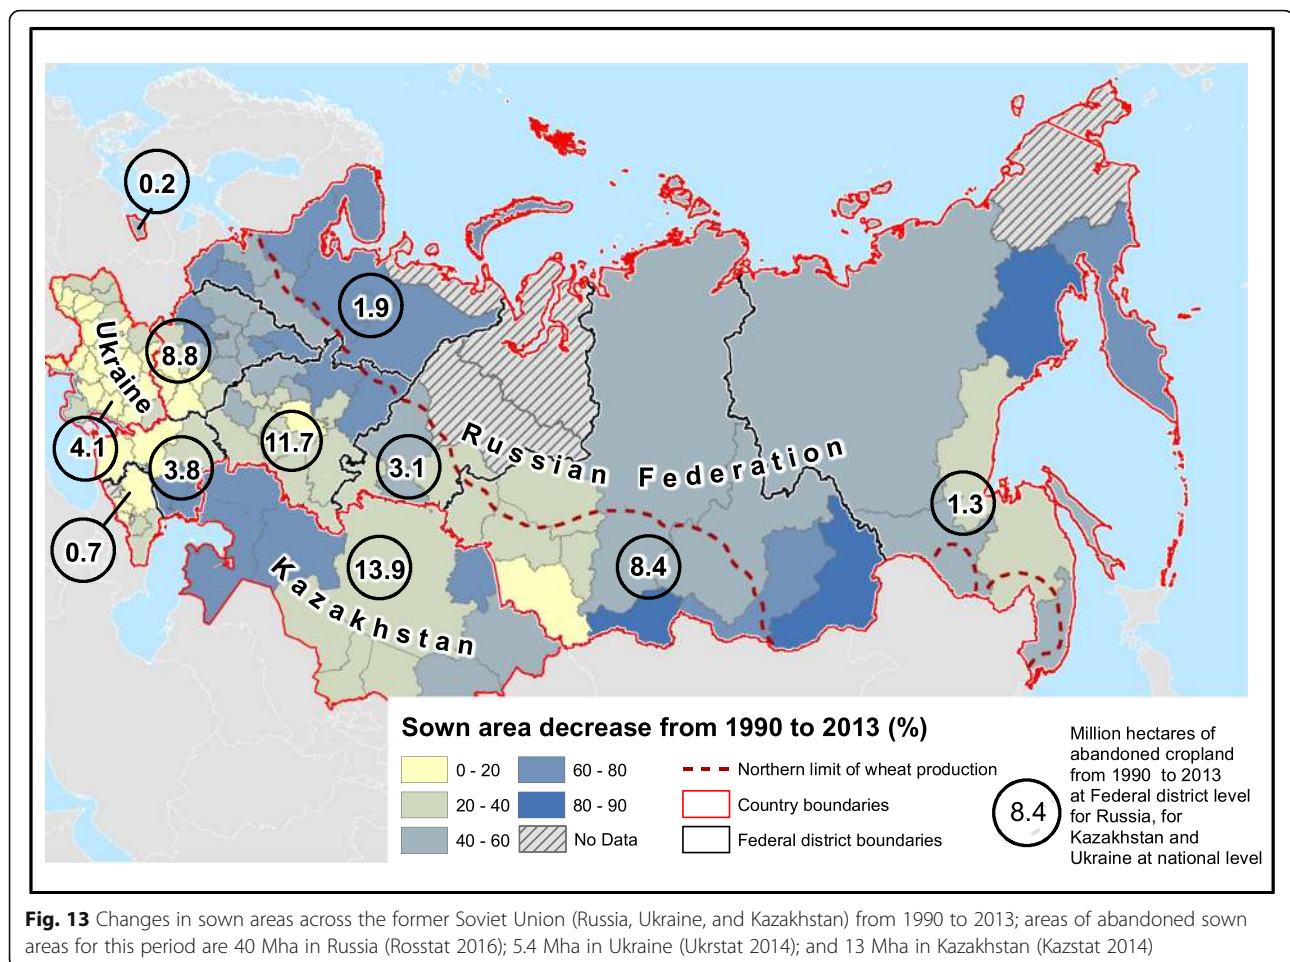 0.2
1.9
Ukraine
8.8
4.1
11.7
3.8
3.1
Russian Federation
1.3
0.7
13.9
8.4
Kazakhstan
Sown area decrease from 1990 to 2013 (%)
0 - 20
20 - 40
40 - 60
60 - 80
80 - 90
No Data
Northern limit of wheat production
Country boundaries
Federal district boundaries
8.4
Million hectares of
abandoned cropland
from 1990 to 2013
at Federal district level
for Russia, for
Kazakhstan and
Ukraine at national level
Fig. 13 Changes in sown areas across the former Soviet Union (Russia, Ukraine, and Kazakhstan) from 1990 to 2013; areas of abandoned sown
areas for this period are 40 Mha in Russia (Rosstat 2016); 5.4 Mha in Ukraine (Ukrstat 2014); and 13 Mha in Kazakhstan (Kazstat 2014)